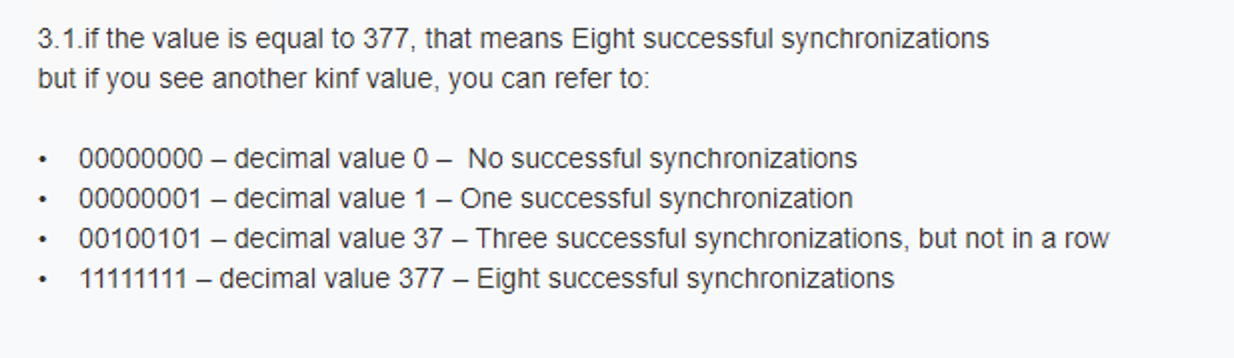 3.1.if the value is equal to 377, that means Eight successful synchronizations
but if you see another kinf value, you can refer to:
• 00000000 – decimal value 0 –  No successful synchronizations
• 00000001 – decimal value 1 – One successful synchronization
• 00100101 – decimal value 37 – Three successful synchronizations, but not in a row
• 11111111 – decimal value 377 – Eight successful synchronizations